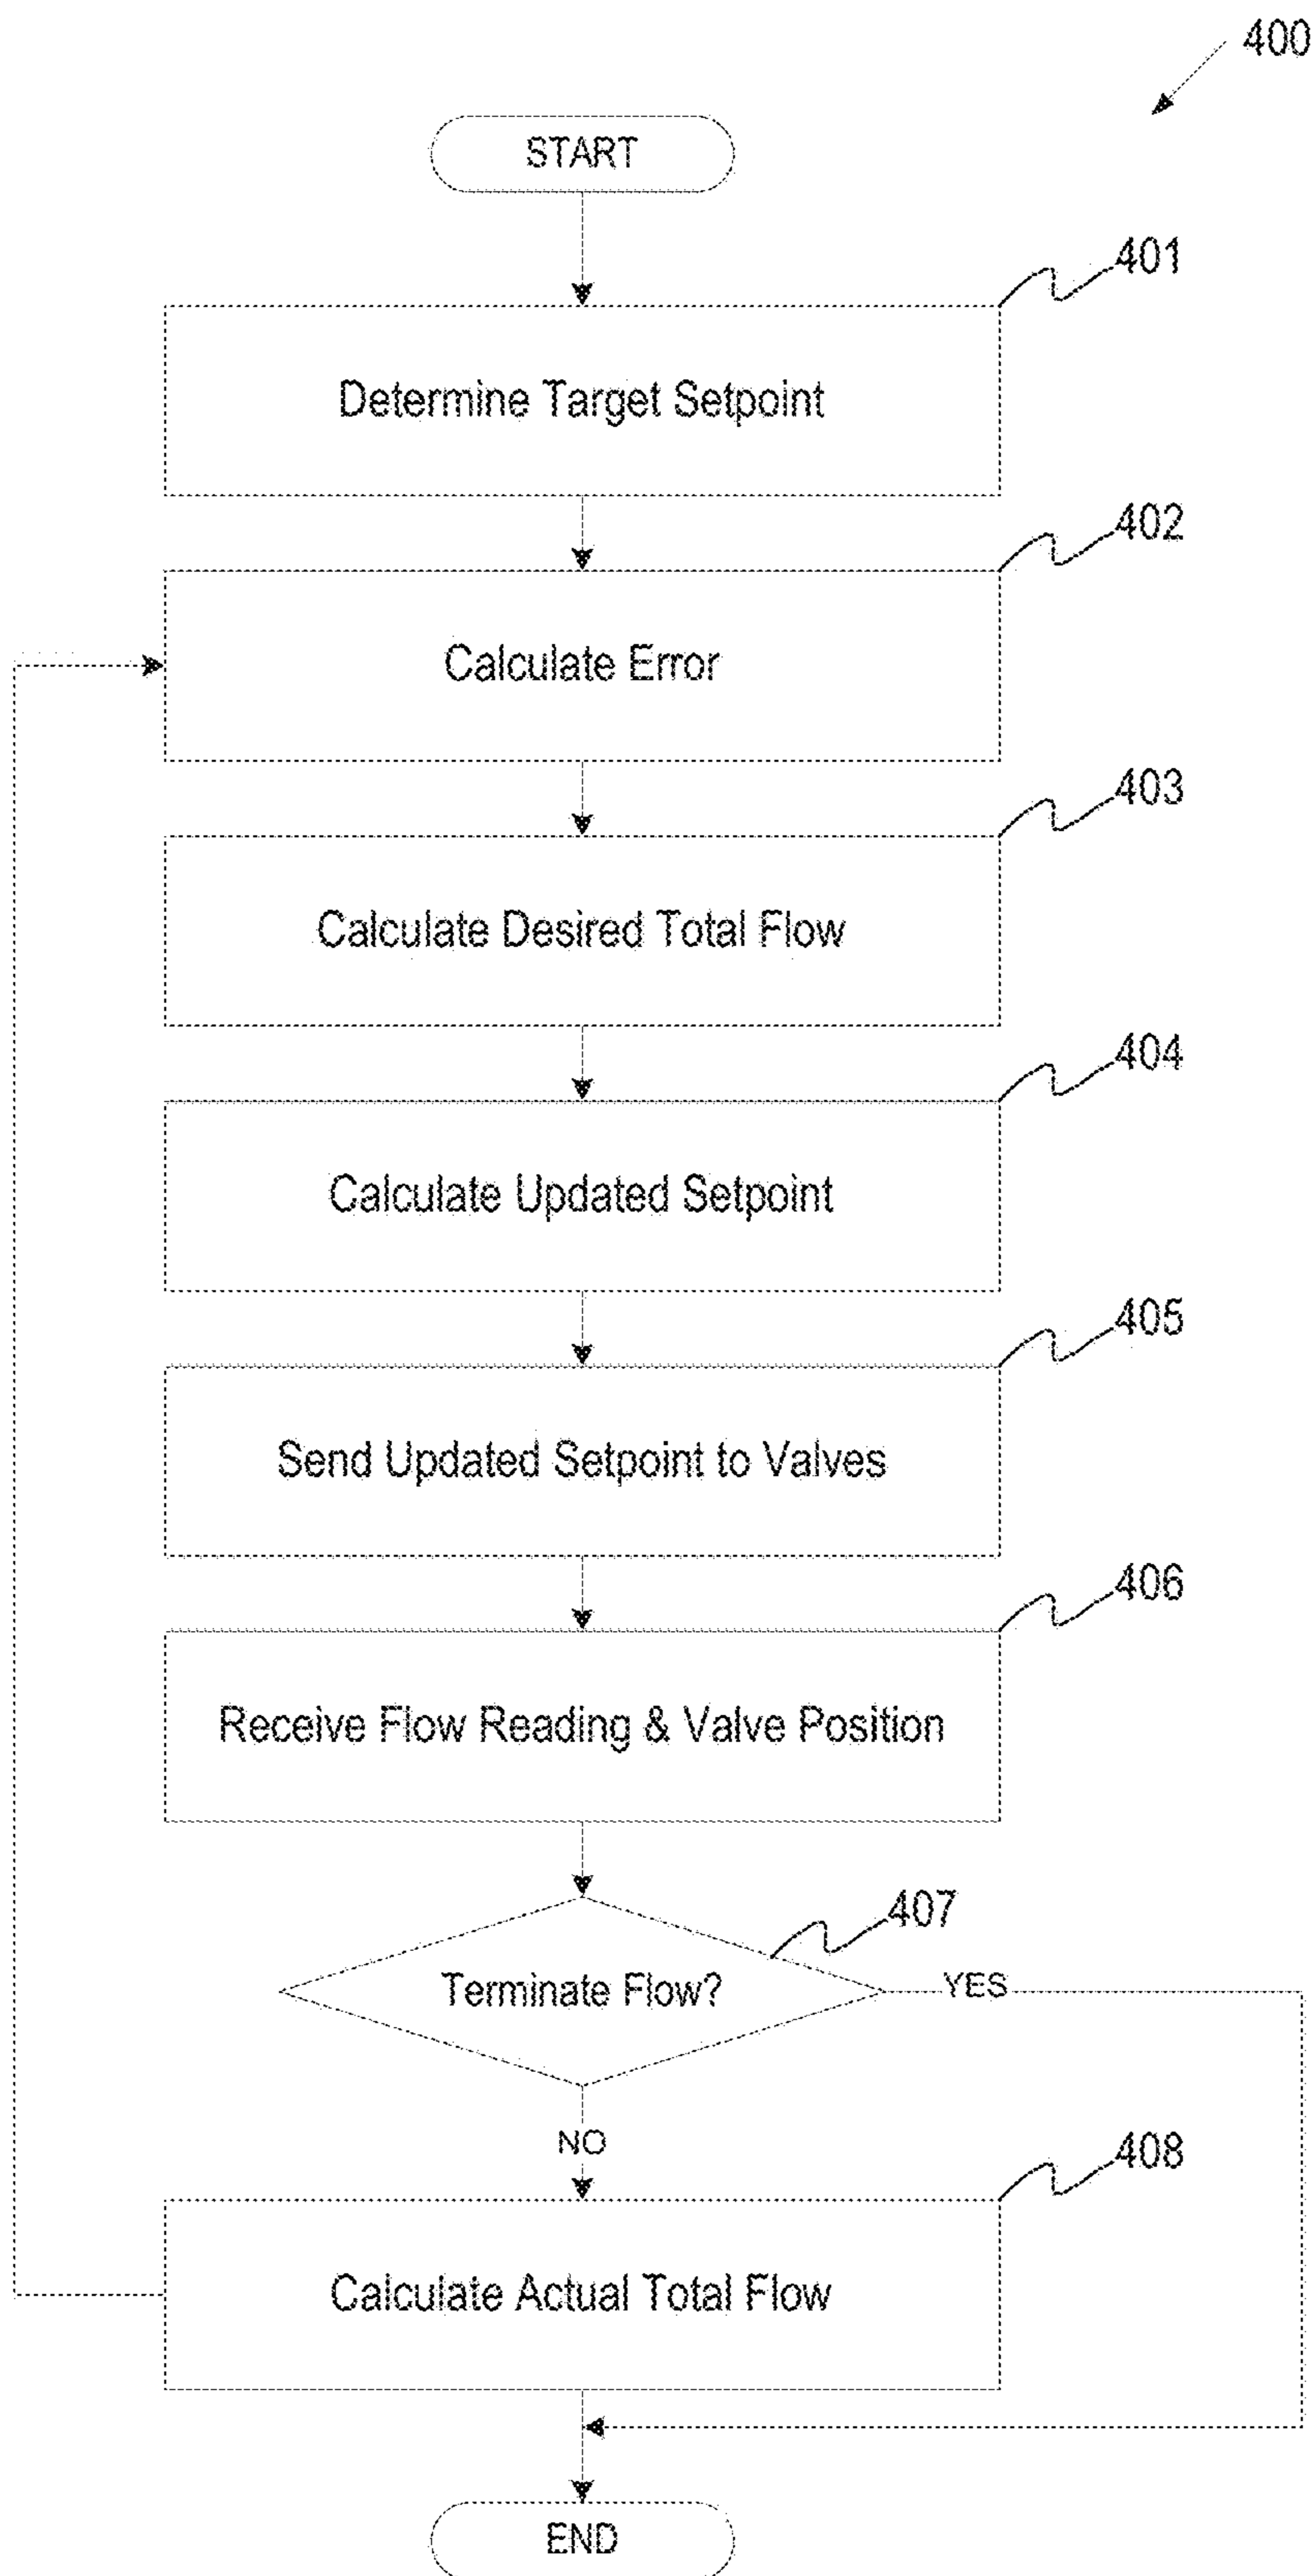 400
START
401
Determine Target Setpoint
402
Calculate Error
403
Calculate Desired Total Flow
404
Calculate Updated Setpoint
405
Send Updated Setpoint to Valves
406
Receive Flow Reading & Valve Position
407
Terminate Flow?
YES
NO
408
Calculate Actual Total Flow
END